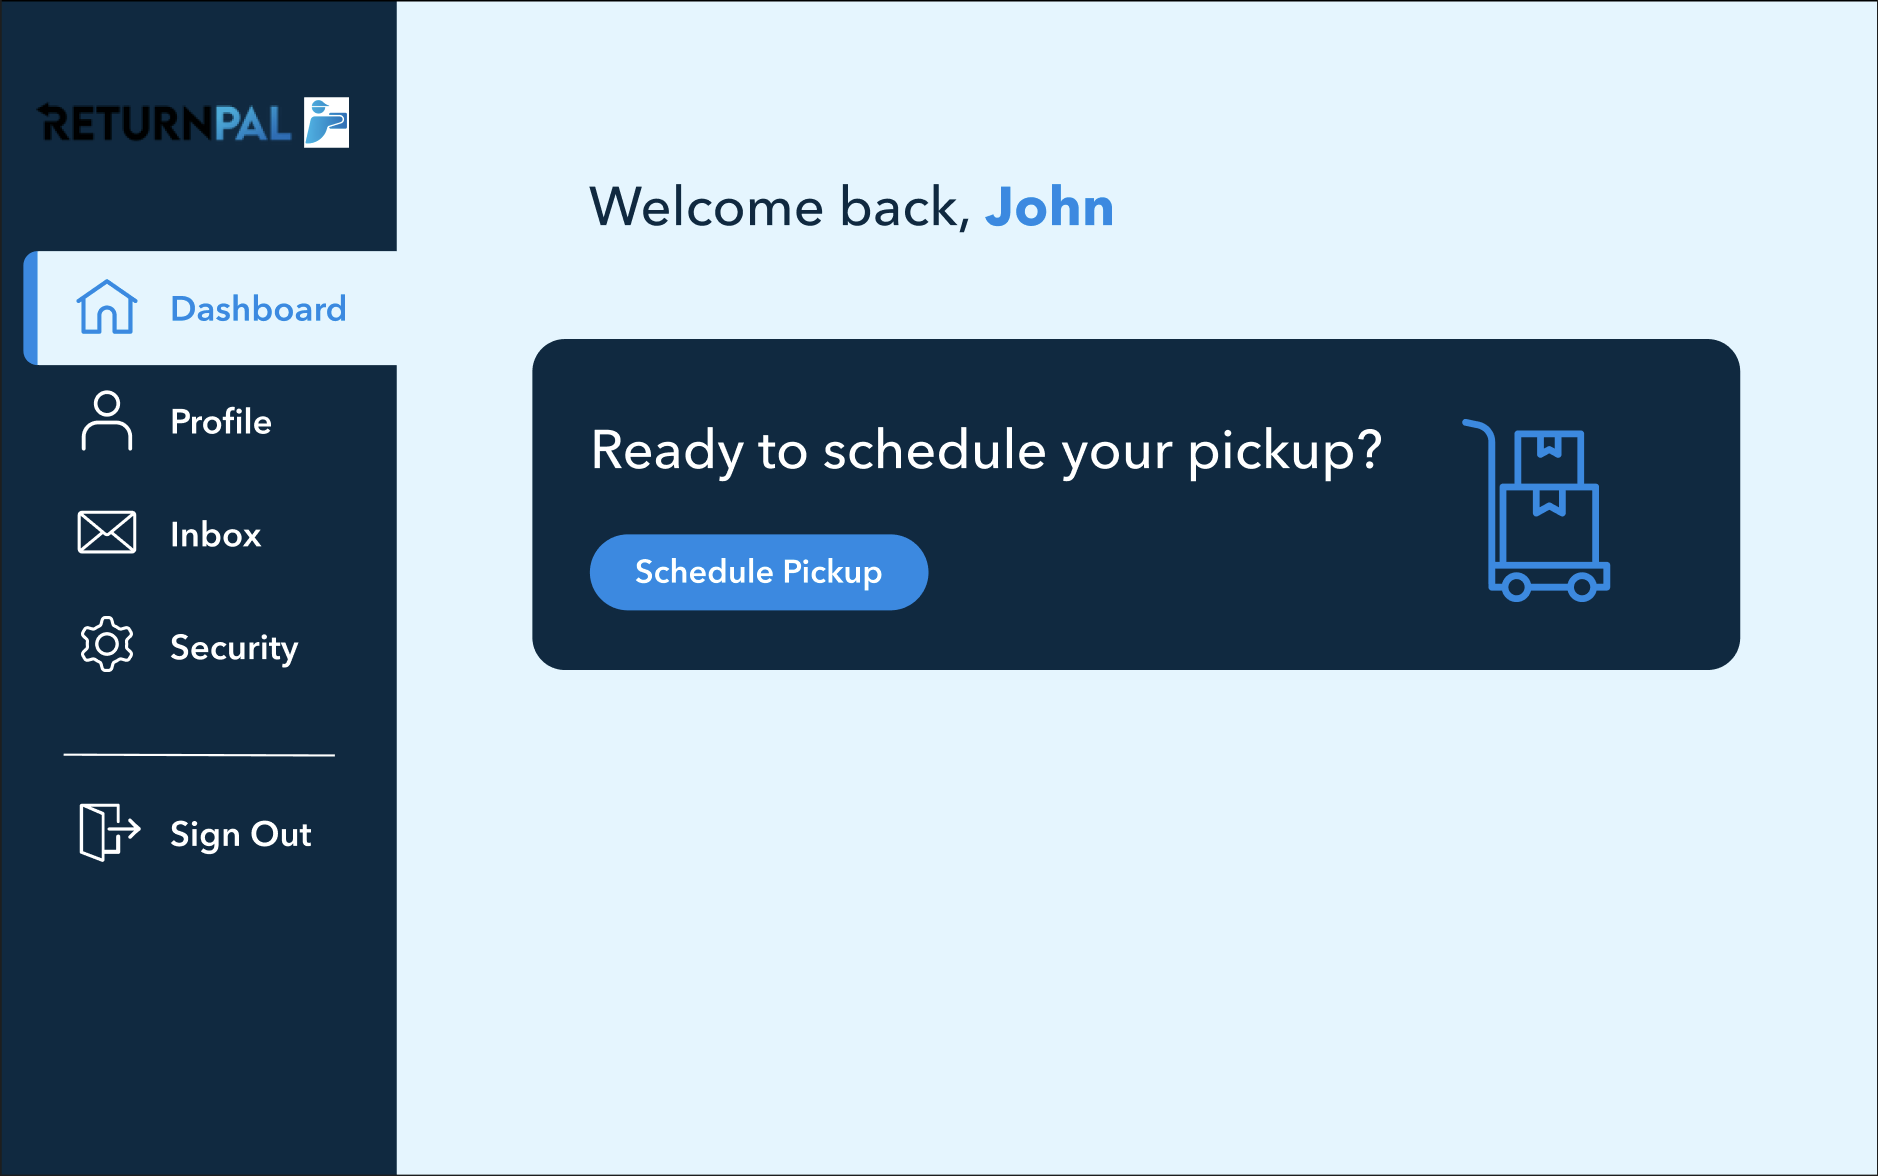 RETURNPAL
Welcome back, John
Dashboard
Profile
Inbox
Security
Sign Out
Ready to schedule your pickup?
Schedule Pickup